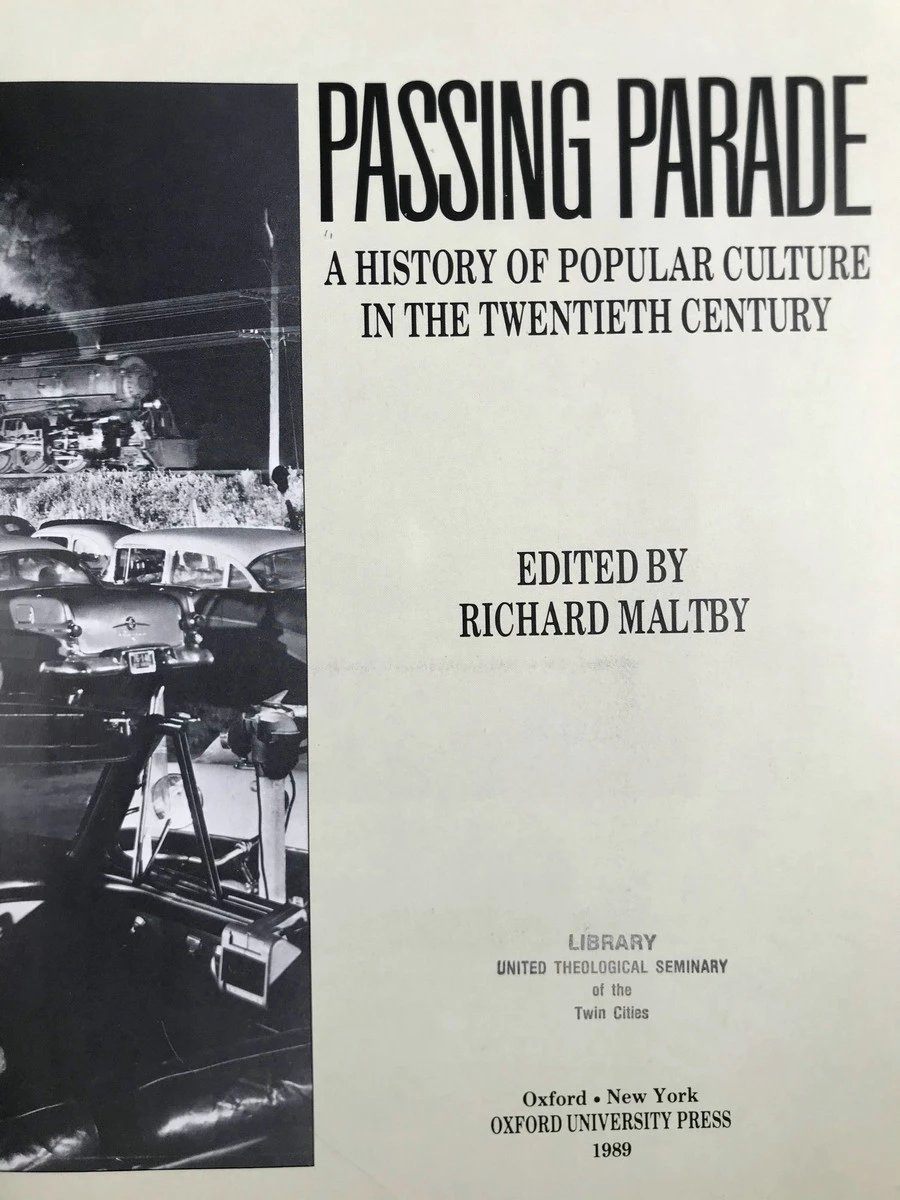 PASSING PARADE
A HISTORY OF POPULAR CULTURE
IN THE TWENTIETH CENTURY
EDITED BY
RICHARD MALTBY
LIBRARY
UNITED THEOLOGICAL SEMINARY
of the
Twin Cities
Oxford • New York
OXFORD UNIVERSITY PRESS
1989